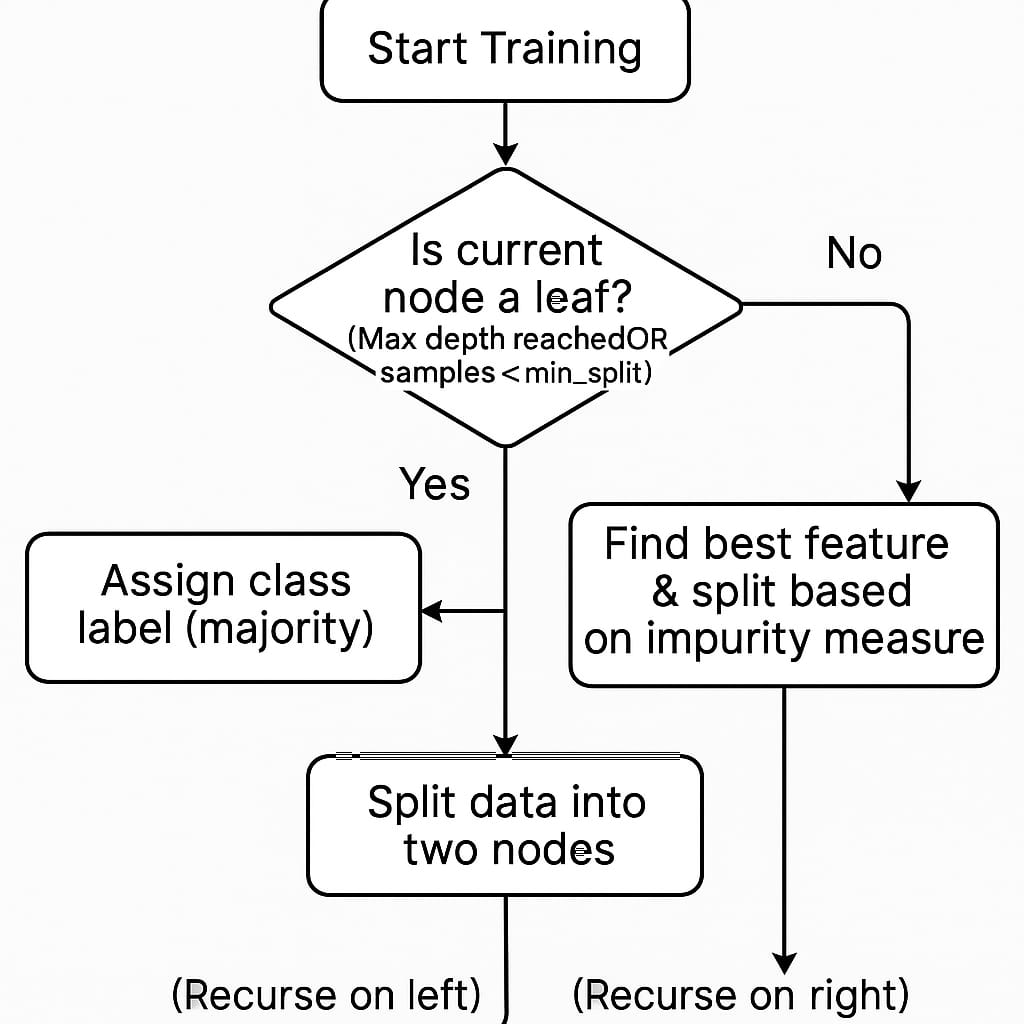 Start Training
Is current
node a leaf?
(Max depth reachedOR
samples < min_split)
No
Yes
Assign class
label (majority)
Find best feature
& split based
on impurity measure
Split data into
two nodes
(Recurse on left)
(Recurse on right)